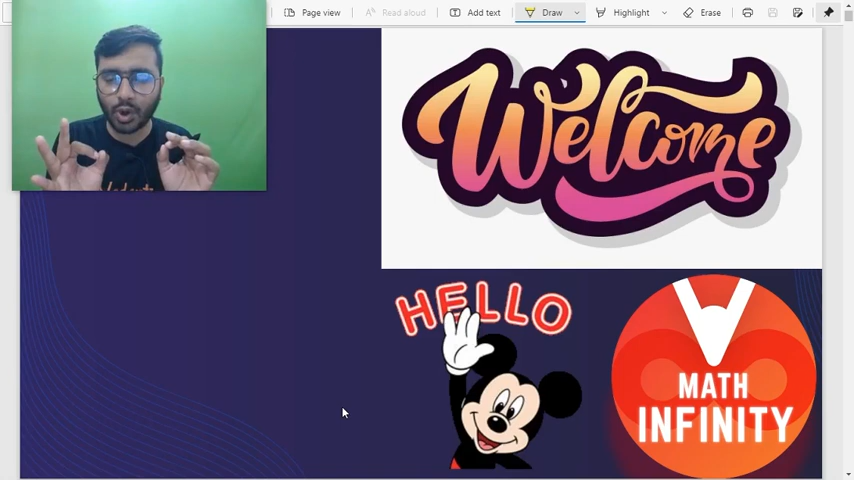 Page view
Read aloud
Add text
Draw
Highlight
Erase
Welcome
HELLO
MATH
INFINITY